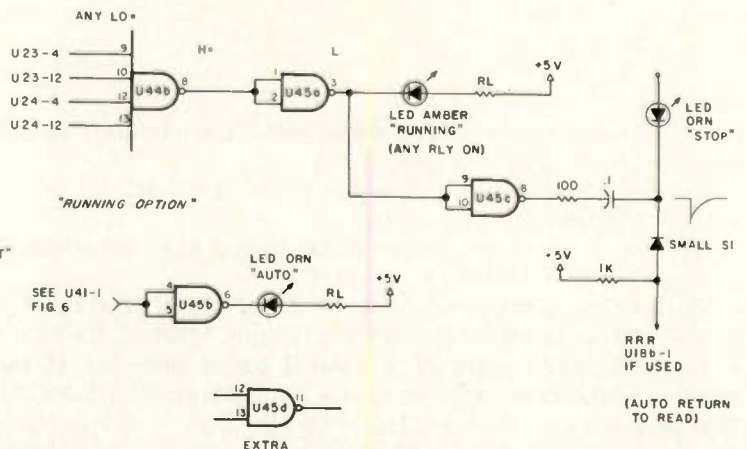 ANY LO=
U23-4
U23-12
U24-4
U24-12
9
10
12
13
U44b
8
H=
1
2
U45a
3
L
LED AMBER
"RUNNING"
(ANY RLY ON)
RL
+5V
LED
ORN
"STOP"
9
10
U45c
8
100
.1
"RUNNING OPTION"
T"
SEE U41-1
FIG. 6
4
5
U45b
6
LED ORN
"AUTO"
RL
+5V
+5V
1K
SMALL SI
RRR
U18b-1
IF USED
(AUTO RETURN
TO READ)
12
13
U45d
11
EXTRA